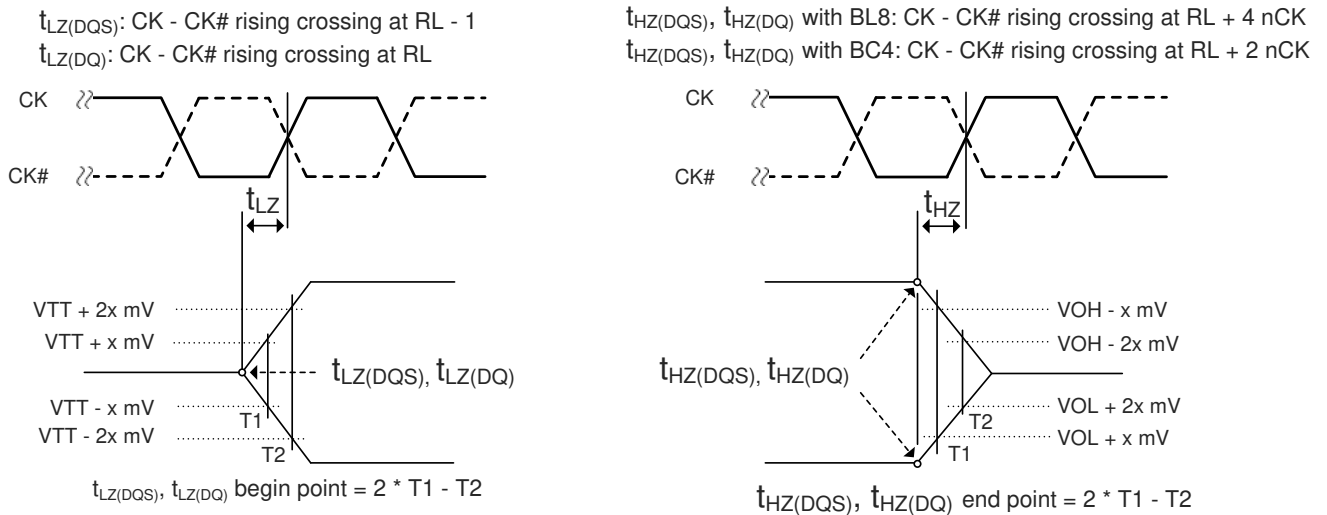 tLZ(DQS): CK - CK# rising crossing at RL - 1
tLZ(DQ): CK - CK# rising crossing at RL
CK
CK#
tLZ
VTT + 2x mV
VTT + x mV
tLZ(DQS), tLZ(DQ)
VTT - x mV
T1
VTT - 2x mV
T2
tLZ(DQS), tLZ(DQ) begin point = 2 * T1 - T2
tHZ(DQS), tHZ(DQ) with BL8: CK - CK# rising crossing at RL + 4 nCK
tHZ(DQS), tHZ(DQ) with BC4: CK - CK# rising crossing at RL + 2 nCK
CK
CK#
tHZ
VOH - x mV
VOH - 2x mV
tHZ(DQS), tHZ(DQ)
VOL + 2x mV
T2
VOL + x mV
T1
tHZ(DQS), tHZ(DQ) end point = 2 * T1 - T2